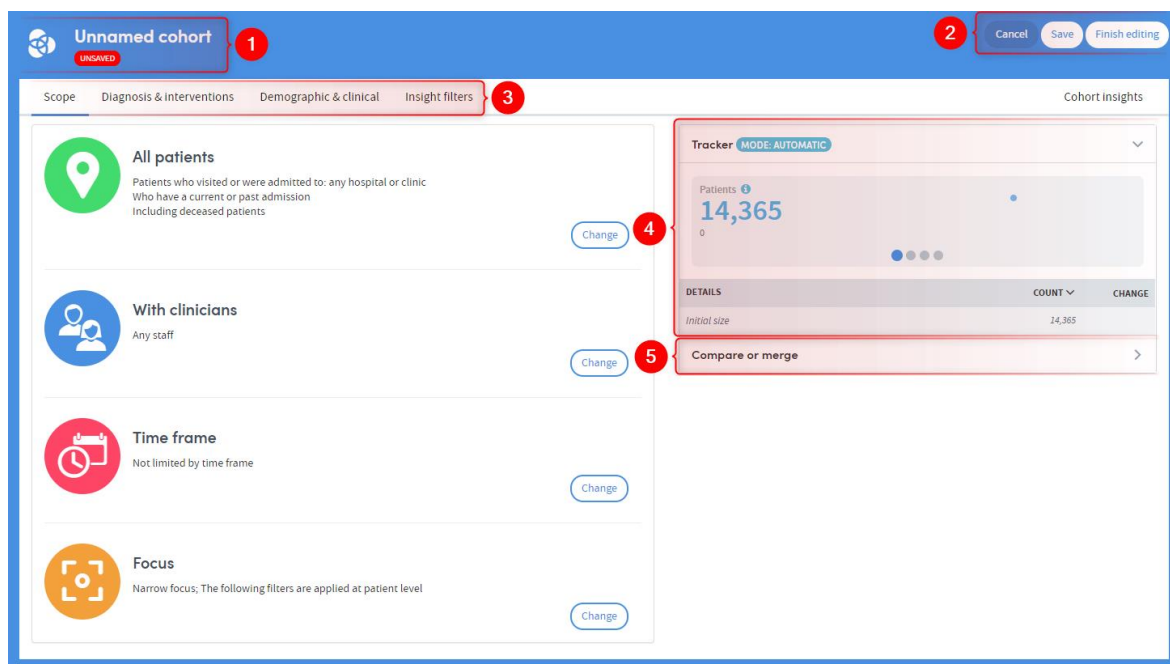 Unnamed cohort
UNSAVED
1
2
Cancel Save Finish editing
Scope Diagnosis & interventions Demographic & clinical Insight filters
3
Cohort insights
All patients
Patients who visited or were admitted to: any hospital or clinic
Who have a current or past admission
Including deceased patients
Change
With clinicians
Any staff
Change
Time frame
Not limited by time frame
Change
Focus
Narrow focus; The following filters are applied at patient level
Change
4
Tracker MODE: AUTOMATIC
Patients
14,365
0
DETAILS COUNT CHANGE
Initial size 14,365
5
Compare or merge